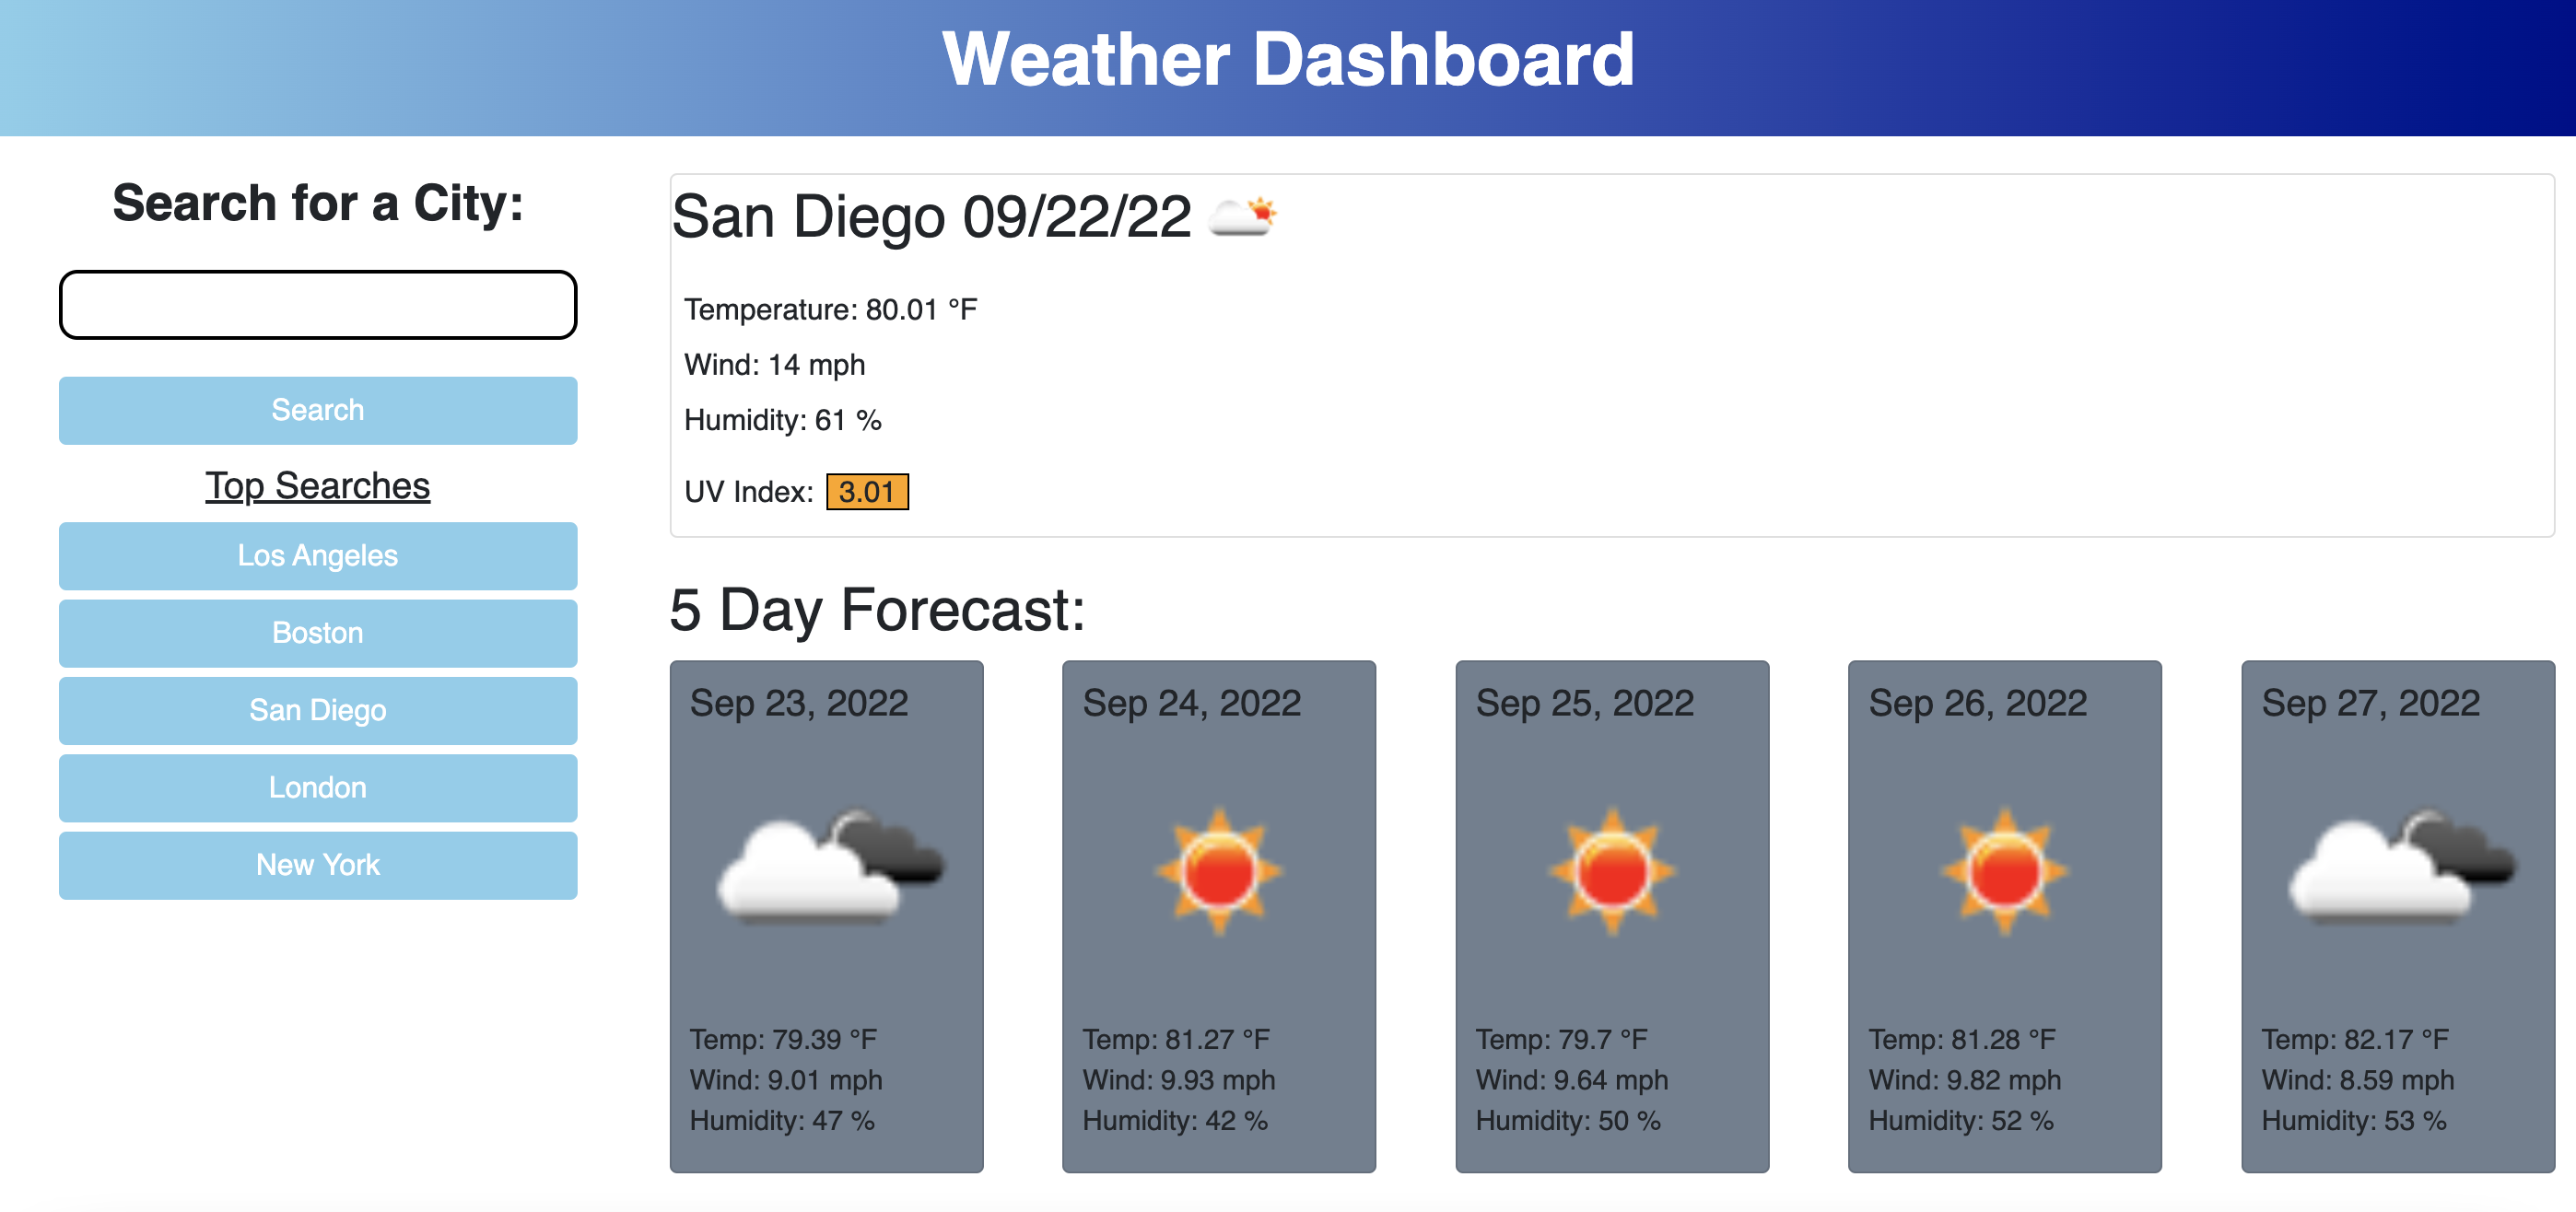 Weather Dashboard
Search for a City:
Search
Top Searches
Los Angeles
Boston
San Diego
London
New York
San Diego 09/22/22
Temperature: 80.01 °F
Wind: 14 mph
Humidity: 61 %
UV Index: 3.01
5 Day Forecast:
Sep 23, 2022
Temp: 79.39 °F
Wind: 9.01 mph
Humidity: 47 %
Sep 24, 2022
Temp: 81.27 °F
Wind: 9.93 mph
Humidity: 42 %
Sep 25, 2022
Temp: 79.7 °F
Wind: 9.64 mph
Humidity: 50 %
Sep 26, 2022
Temp: 81.28 °F
Wind: 9.82 mph
Humidity: 52 %
Sep 27, 2022
Temp: 82.17 °F
Wind: 8.59 mph
Humidity: 53 %